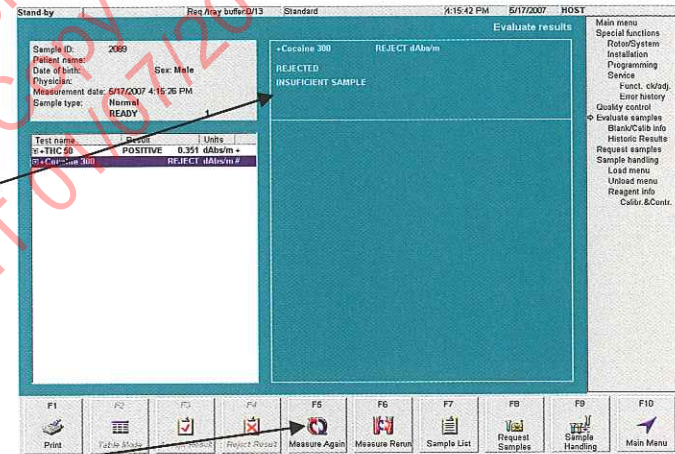 Stand-by Req /tray buffer:0/13 Standard 4:15:42 PM 5/17/2007 HOST
Evaluate results
Sample ID: 2089
Patient name:
Date of birth: Sex: Male
Physician:
Measurement date: 5/17/2007 4:15:26 PM
Sample type: Normal
READY 1
Test name Result Units
+THC 50 POSITIVE 0.351 dAbs/m +
+Cocaine 300 REJECT dAbs/m #
+Cocaine 300 REJECT dAbs/m
REJECTED
INSUFICIENT SAMPLE
Main menu
Special functions
Rotor/System
Installation
Programming
Service
Funct. ck/adj.
Error history
Quality control
Evaluate samples
Blank/Calib info
Historic Results
Request samples
Sample handling
Load menu
Unload menu
Reagent info
Calibr.&Contr.
F1 F2 F3 F4 F5 F6 F7 F8 F9 F10
Print Table Mode Result Reject Result Measure Again Measure Rerun Sample List Request Samples Sample Handling Main Menu
Copy
01/07/20